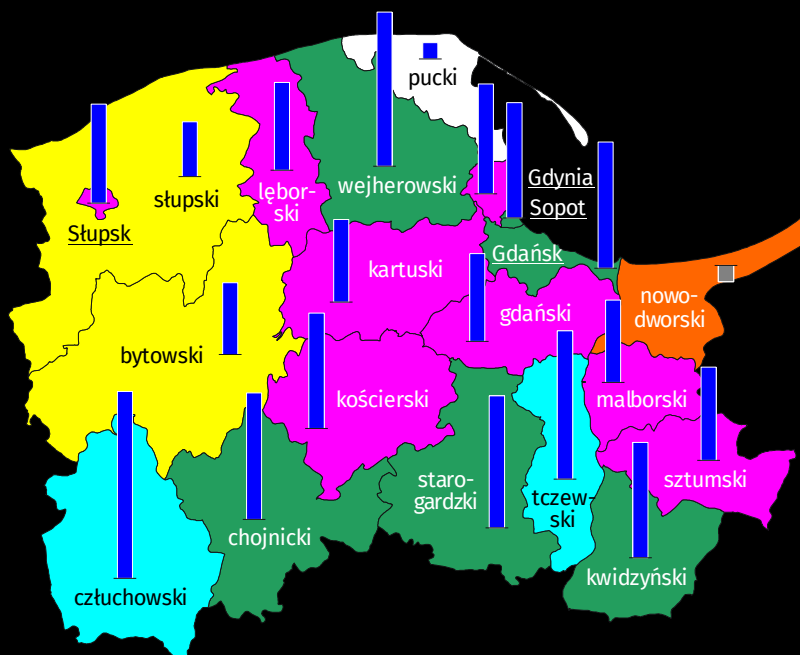 pucki
wejherowski
Gdynia
słupski
lębor-
ski
Sopot
Słupsk
Gdańsk
kartuski
nowo-
dworski
gdański
bytowski
kościerski
malborski
staro-
gardzki
tczew-
ski
sztumski
chojnicki
kwidzyński
człuchowski